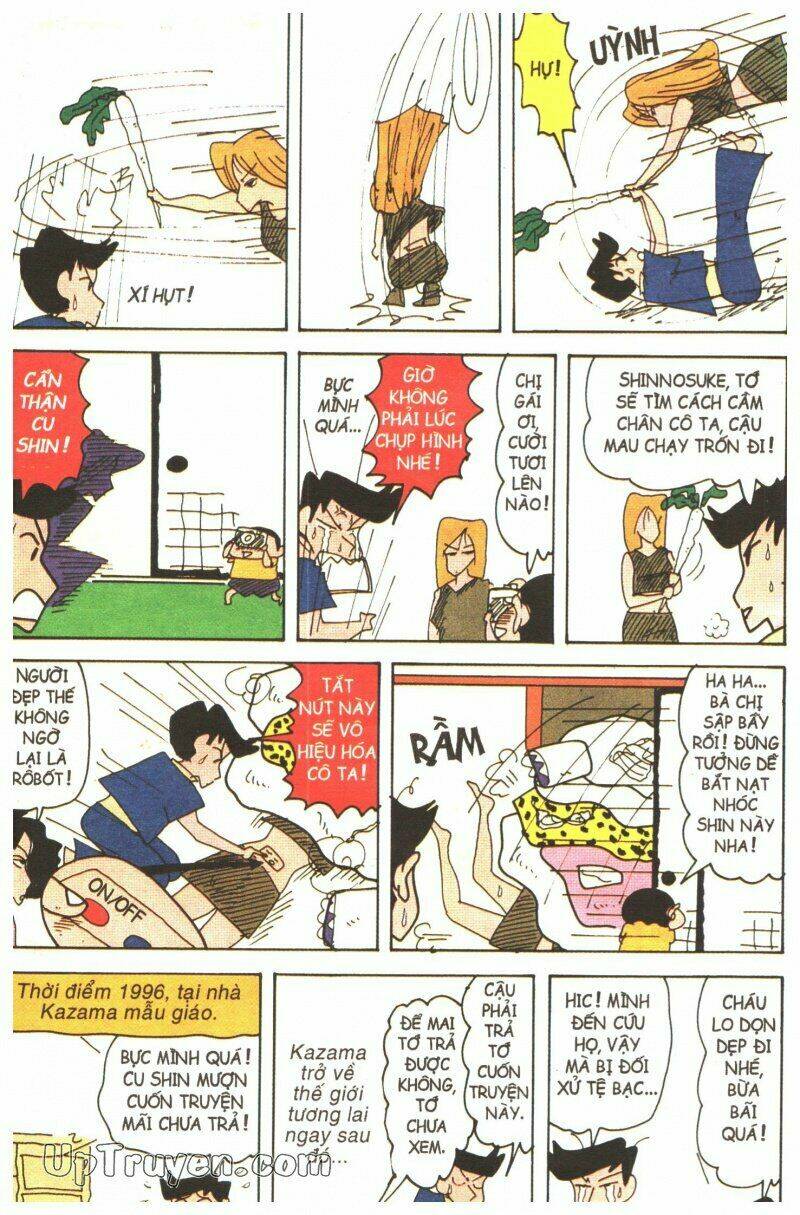 UỲNH
HỰ!
XÍ HỤT!
SHINNOSUKE, TỚ
SẼ TÌM CÁCH CẦM
CHÂN CÔ TA, CẬU
MAU CHẠY TRỐN ĐI!
CHỊ
GÁI
ƠI,
CƯỜI
TƯƠI
LÊN
NÀO!
GIỜ
KHÔNG
PHẢI LÚC
CHỤP HÌNH
NHÉ!
BỰC
MÌNH
QUÁ...
CẨN
THẬN
CU
SHIN!
HA HA...
BÀ CHỊ
SẬP BẪY
RỒI! ĐỪNG
TƯỞNG DỄ
BẮT NẠT
NHÓC
SHIN NÀY
NHA!
RẦM
TẮT
NÚT NÀY
SẼ VÔ
HIỆU HÓA
CÔ TA!
NGƯỜI
ĐẸP THẾ
KHÔNG
NGỜ
LẠI LÀ
RÔBỐT!
ON/OFF
CHÁU
LO DỌN
DẸP ĐI
NHÉ,
BỪA
BÃI
QUÁ!
HIC! MÌNH
ĐẾN CỨU
HỌ, VẬY
MÀ BỊ ĐỐI
XỬ TỆ BẠC...
CẬU
PHẢI
TRẢ
TỚ
CUỐN
TRUYỆN
NÀY.
ĐỂ MAI
TỚ TRẢ
ĐƯỢC
KHÔNG,
TỚ
CHƯA
XEM.
Kazama
trở về
thế giới
tương lai
ngay sau
đó...
Thời điểm 1996, tại nhà
Kazama mẫu giáo.
BỰC MÌNH QUÁ!
CU SHIN MƯỢN
CUỐN TRUYỆN
MÃI CHƯA TRẢ!
UpTruyen.com